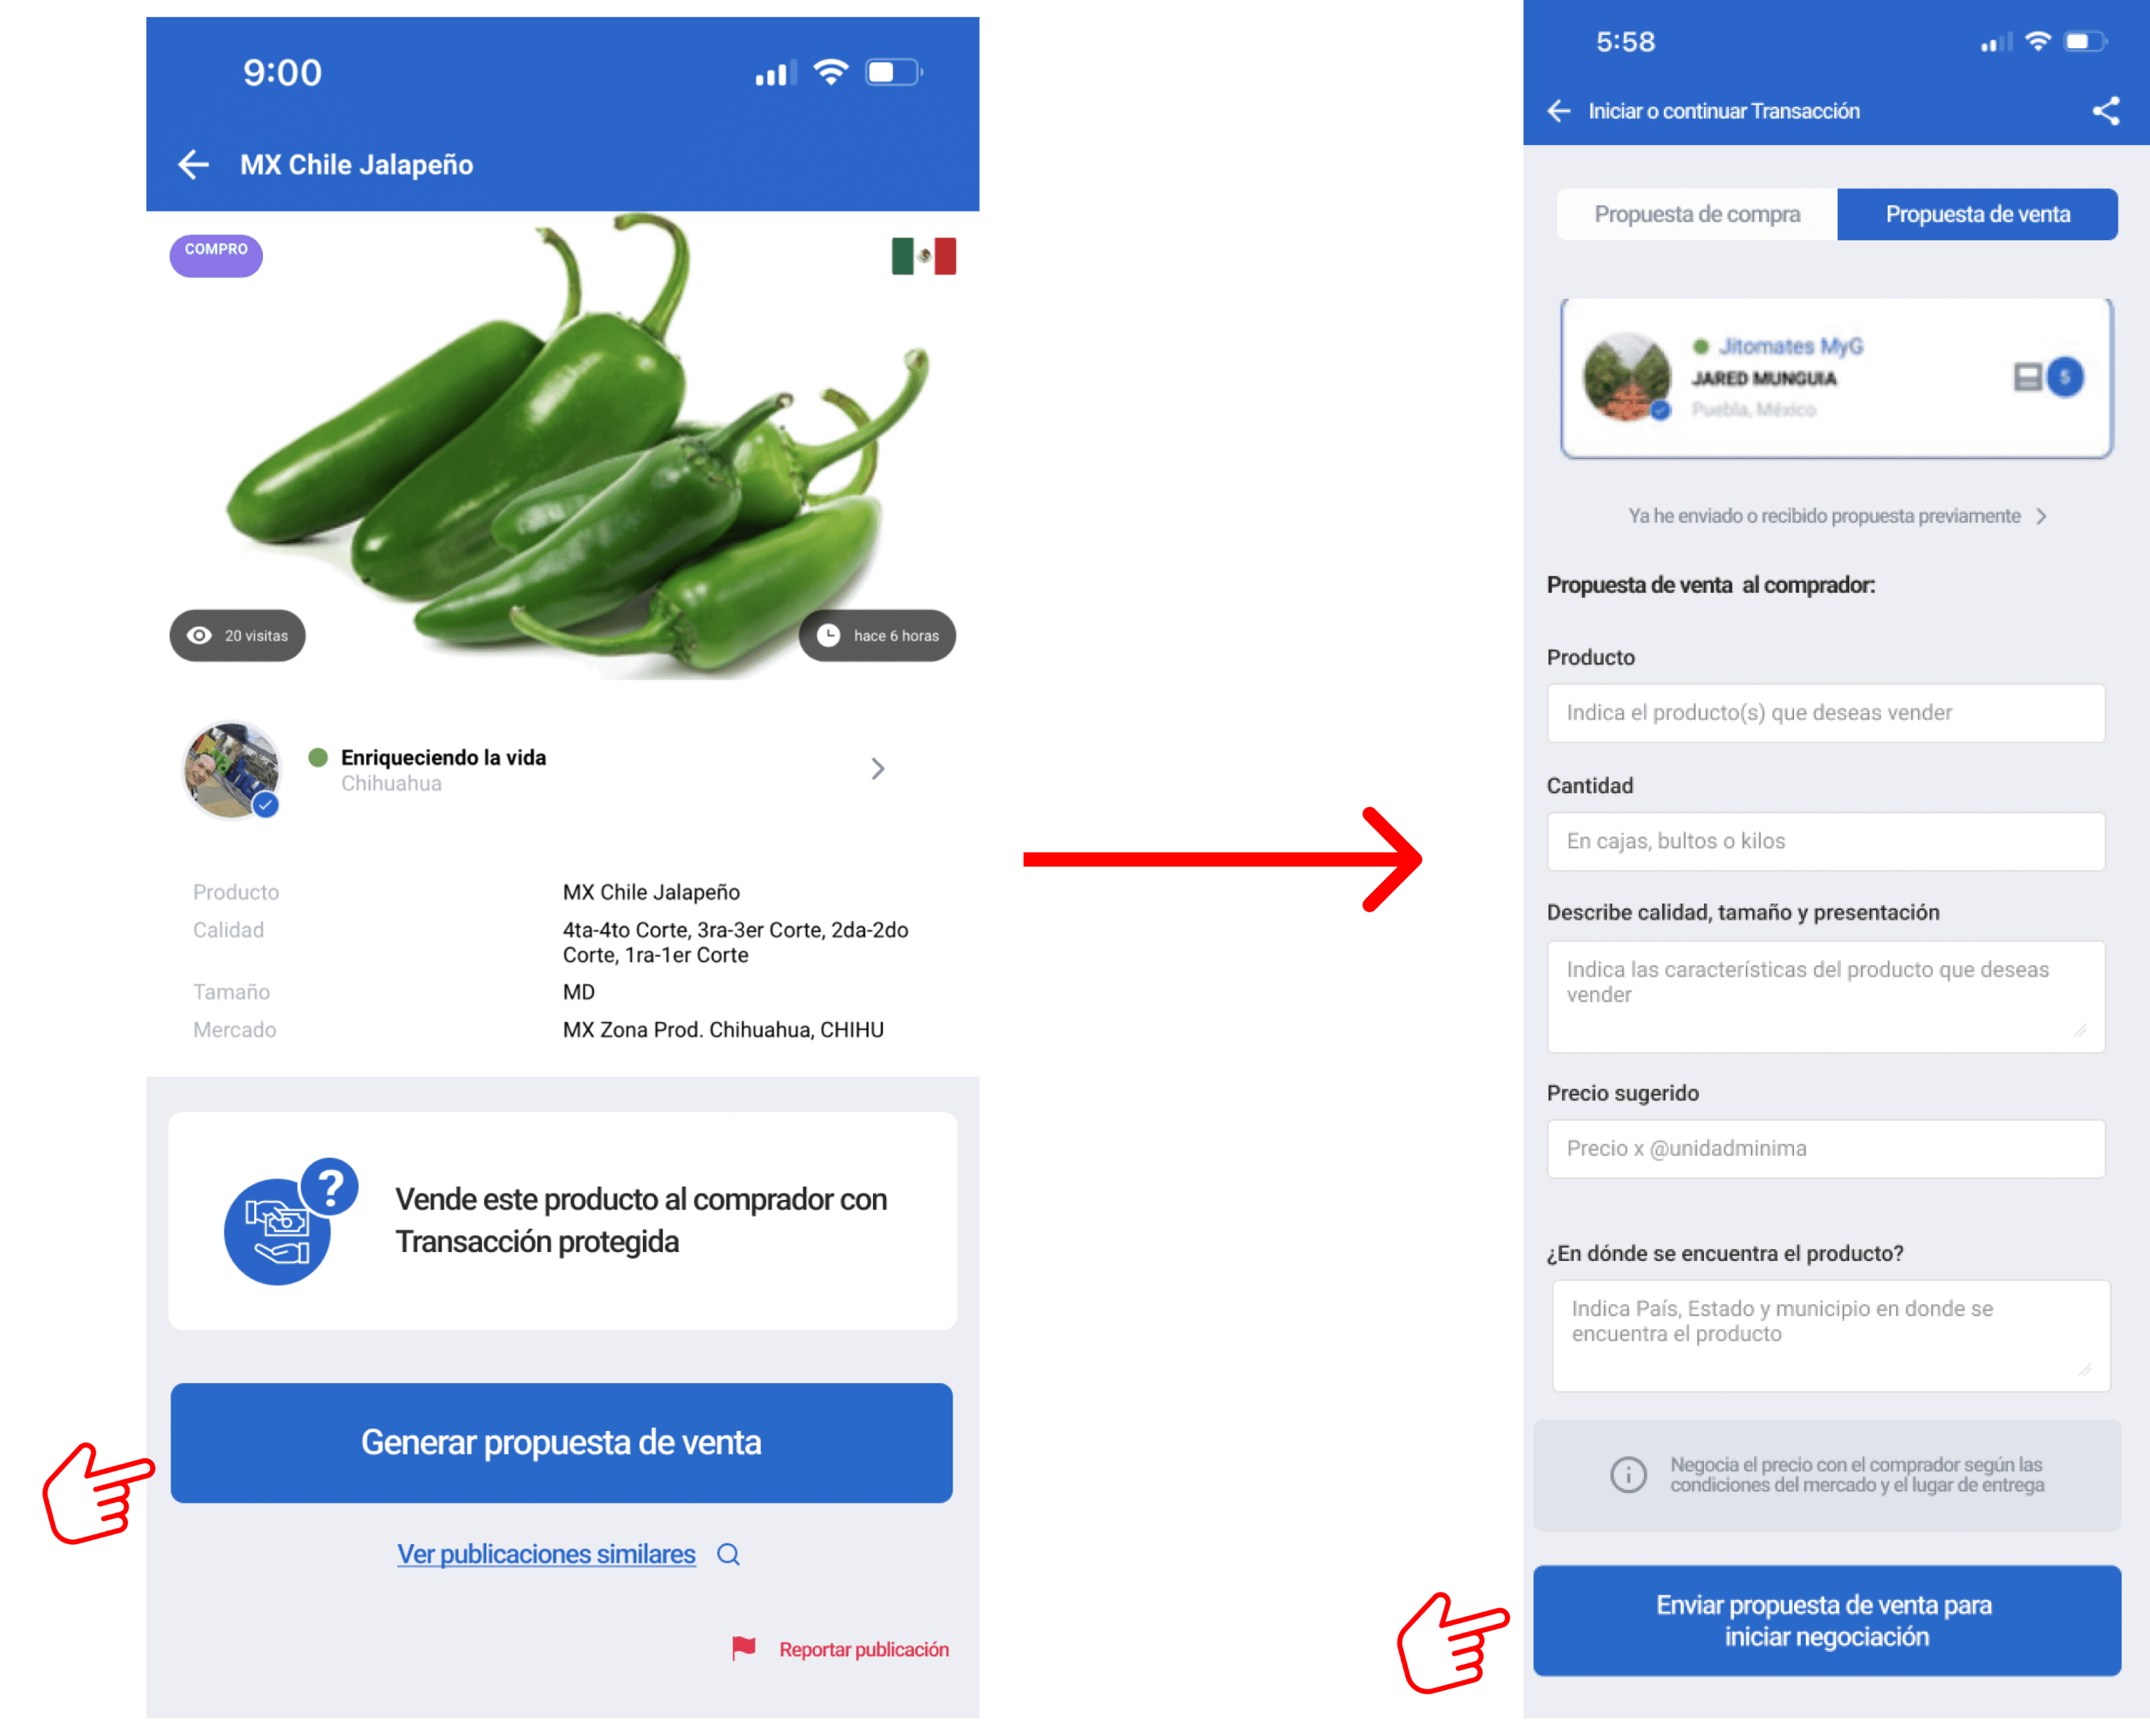 9:00
MX Chile Jalapeño
COMPRO
20 visitas
hace 6 horas
Enriqueciendo la vida
Chihuahua
Producto
MX Chile Jalapeño
Calidad
4ta-4to Corte, 3ra-3er Corte, 2da-2do
Corte, 1ra-1er Corte
Tamaño
MD
Mercado
MX Zona Prod. Chihuahua, CHIHU
?
Vende este producto al comprador con
Transacción protegida
Generar propuesta de venta
Ver publicaciones similares
Reportar publicación
5:58
Iniciar o continuar Transacción
Propuesta de compra
Propuesta de venta
Jitomates MyG
JARED MUNGUIA
Puebla, México
5
Ya he enviado o recibido propuesta previamente
Propuesta de venta al comprador:
Producto
Indica el producto(s) que deseas vender
Cantidad
En cajas, bultos o kilos
Describe calidad, tamaño y presentación
Indica las características del producto que deseas
vender
Precio sugerido
Precio x @unidadminima
¿En dónde se encuentra el producto?
Indica País, Estado y municipio en donde se
encuentra el producto
Negocia el precio con el comprador según las
condiciones del mercado y el lugar de entrega
Enviar propuesta de venta para
iniciar negociación